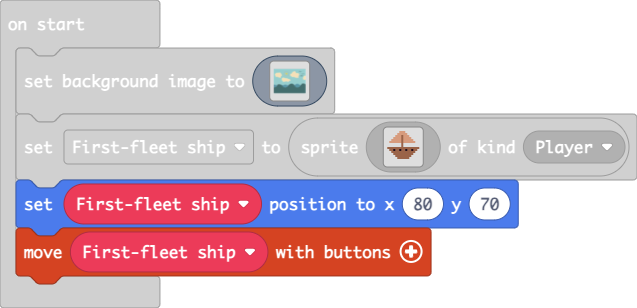 on start
set background image to
set First-fleet ship to sprite of kind Player
set First-fleet ship position to x 80 y 70
move First-fleet ship with buttons